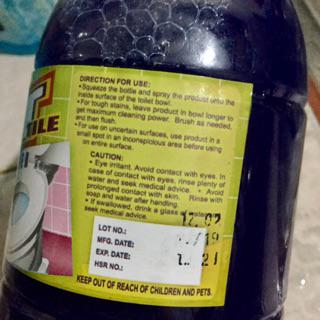 DIRECTION FOR USE:
• Squeeze the bottle and spray the product onto the
inside surface of the toilet bowl.
• For tough stains, leave product in bowl longer to
get maximum cleaning power. Brush as needed,
and then flush.
• For use on uncertain surfaces, use product in a
small spot in an inconspicious area before using
on entire surface.
TILE
CAUTION:
• Eye irritant. Avoid contact with eyes. In
case of contact with eyes, rinse plenty of
water and seek medical advice. • Avoid
prolonged contact with skin. Rinse with
soap and water after handling.
• If swallowed, drink a glass
seek medical advice.
LOT NO.:
MFG. DATE:
EXP. DATE:
HSR NO.:
KEEP OUT OF REACH OF CHILDREN AND PETS.